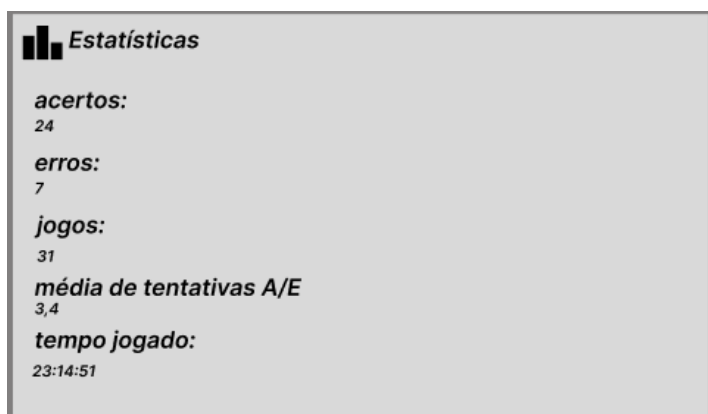 Estatísticas
acertos:
24
erros:
7
jogos:
31
média de tentativas A/E
3,4
tempo jogado:
23:14:51